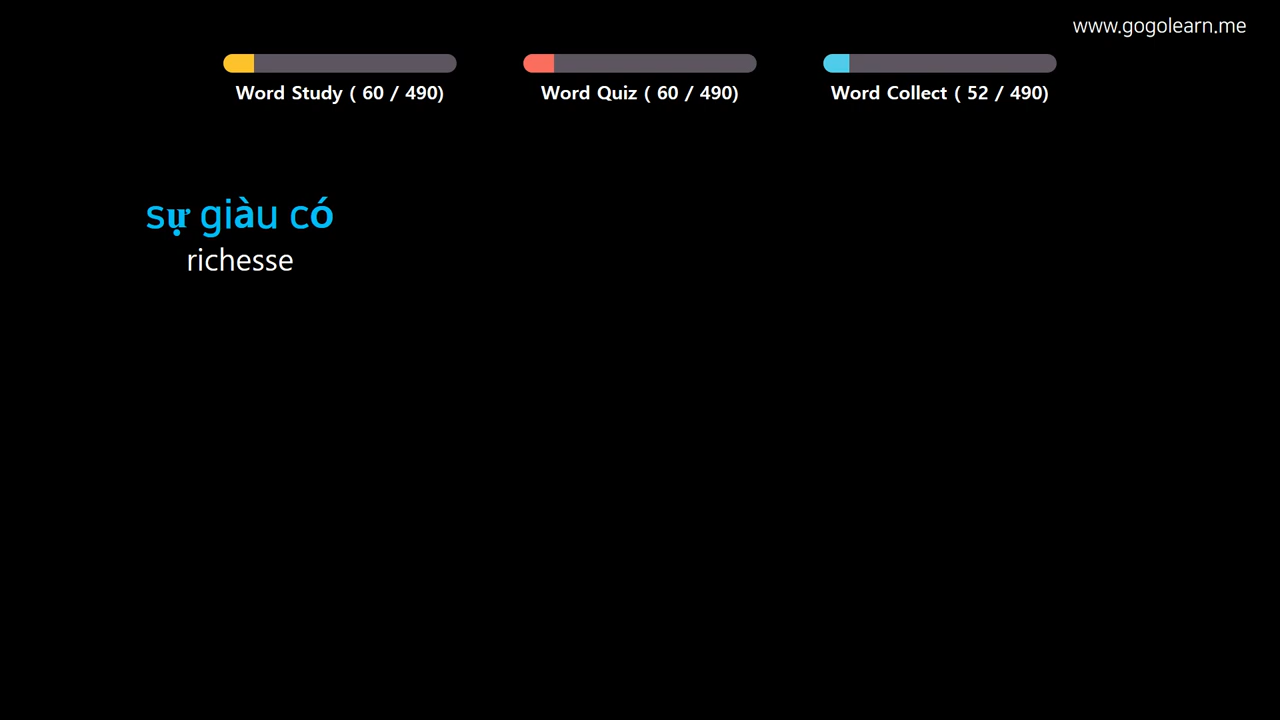 www.gogolearn.me
Word Study ( 60 / 490)
Word Quiz ( 60 / 490)
Word Collect ( 52 / 490)
sự giàu có
richesse